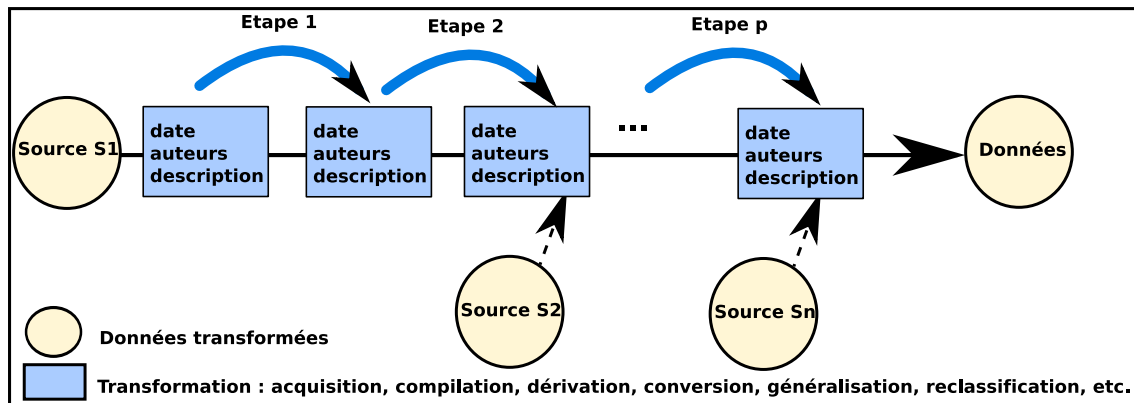 Etape 1
Etape 2
Etape p
Source S1
date
auteurs
description
date
auteurs
description
date
auteurs
description
...
date
auteurs
description
Données
Source S2
Source Sn
Données transformées
Transformation : acquisition, compilation, dérivation, conversion, généralisation, reclassification, etc.